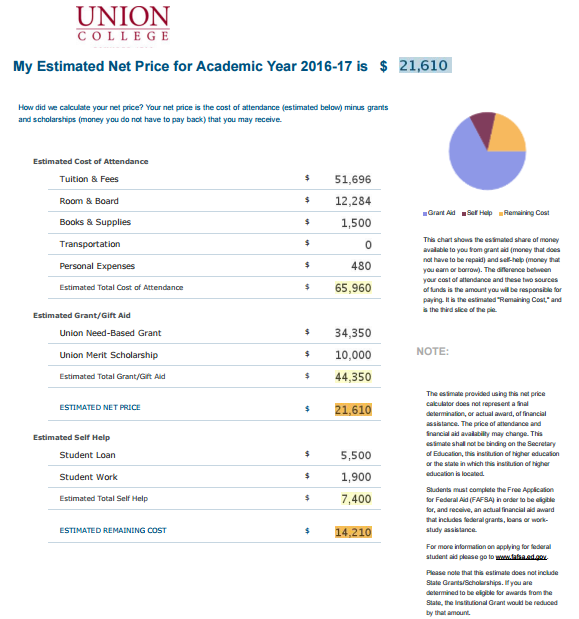 UNION
COLLEGE
My Estimated Net Price for Academic Year 2016-17 is $ 21,610
How did we calculate your net price? Your net price is the cost of attendance (estimated below) minus grants
and scholarships (money you do not have to pay back) that you may receive.
Estimated Cost of Attendance
Tuition & Fees $ 51,696
Room & Board $ 12,284
Books & Supplies $ 1,500
Transportation $ 0
Personal Expenses $ 480
Estimated Total Cost of Attendance $ 65,960
Estimated Grant/Gift Aid
Union Need-Based Grant $ 34,350
Union Merit Scholarship $ 10,000
Estimated Total Grant/Gift Aid $ 44,350
ESTIMATED NET PRICE $ 21,610
Estimated Self Help
Student Loan $ 5,500
Student Work $ 1,900
Estimated Total Self Help $ 7,400
ESTIMATED REMAINING COST $ 14,210
Grant Aid Self Help Remaining Cost
This chart shows the estimated share of money
available to you from grant aid (money that does
not have to be repaid) and self-help (money that
you earn or borrow). The difference between
your cost of attendance and these two sources
of funds is the amount you will be responsible for
paying. It is the estimated "Remaining Cost," and
is the third slice of the pie.
NOTE:
The estimate provided using this net price
calculator does not represent a final
determination, or actual award, of financial
assistance. The price of attendance and
financial aid availability may change. This
estimate shall not be binding on the Secretary
of Education, this institution of higher education
or the state in which this institution of higher
education is located.
Students must complete the Free Application
for Federal Aid (FAFSA) in order to be eligible
for, and receive, an actual financial aid award
that includes federal grants, loans or work-
study assistance.
For more information on applying for federal
student aid please go to www.fafsa.ed.gov.
Please note that this estimate does not include
State Grants/Scholarships. If you are
determined to be eligible for awards from the
State, the Institutional Grant would be reduced
by that amount.